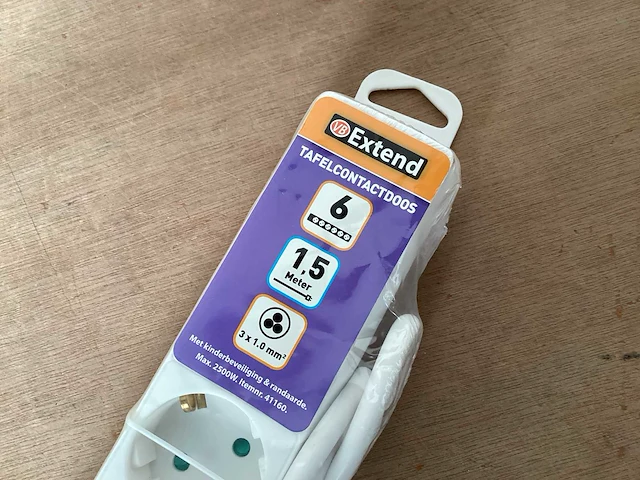 VB Extend
TAFELCONTACTDOOS
6
1,5
Meter
3 x 1.0 mm²
Met kinderbeveiliging & randaarde.
Max. 2500W. Itemnr. 41160.